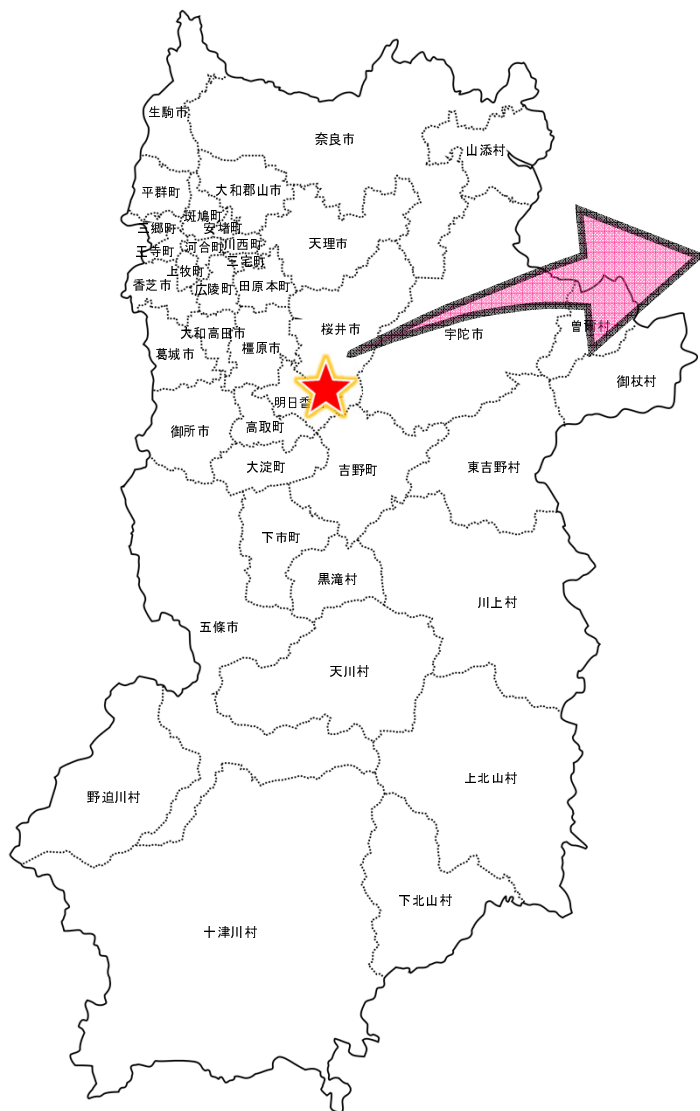 生駒市
奈良市
山添村
平群町
大和郡山市
斑鳩町
三郷町
安堵町
天理市
王寺町
河合町
川西町
三宅町
上牧町
香芝市
広陵町
田原本町
桜井市
宇陀市
大和高田市
葛城市
橿原市
御杖村
明日香
高取町
御所市
大淀町
吉野町
東吉野村
下市町
黒滝村
川上村
五條市
天川村
上北山村
野迫川村
下北山村
十津川村
曽爾村